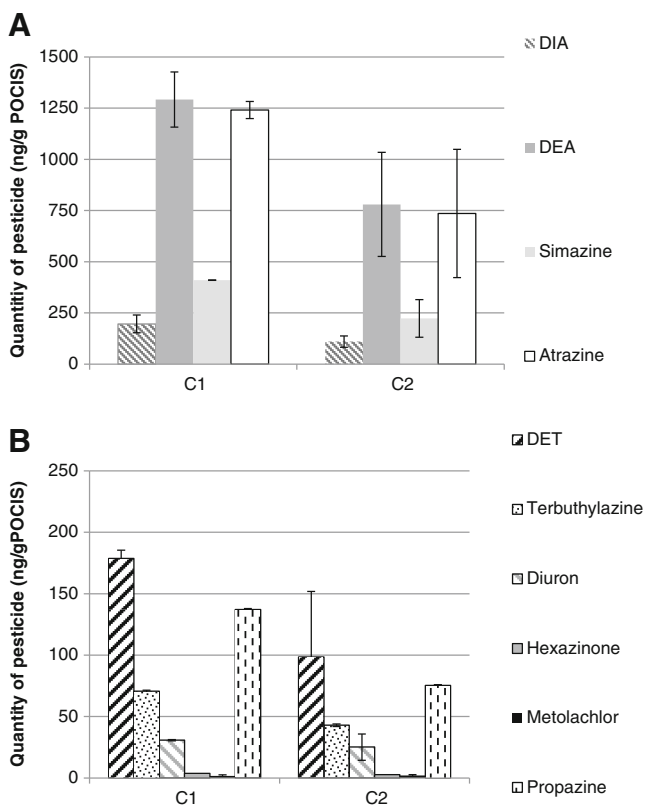 A
Quantitiy of pesticide (ng/g POCIS)
1500
1250
1000
750
500
250
0
C1
C2
DIA
DEA
Simazine
Atrazine
B
Quantity of pesticide (ng/gPOCIS)
250
200
150
100
50
0
C1
C2
DET
Terbuthylazine
Diuron
Hexazinone
Metolachlor
Propazine